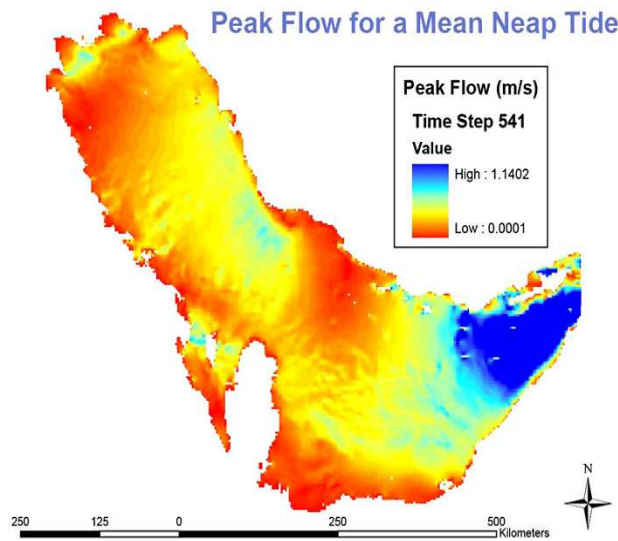 Peak Flow for a Mean Neap Tide
Peak Flow (m/s)
Time Step 541
Value
High : 1.1402
Low : 0.0001
N
250 125 0 250 500
Kilometers